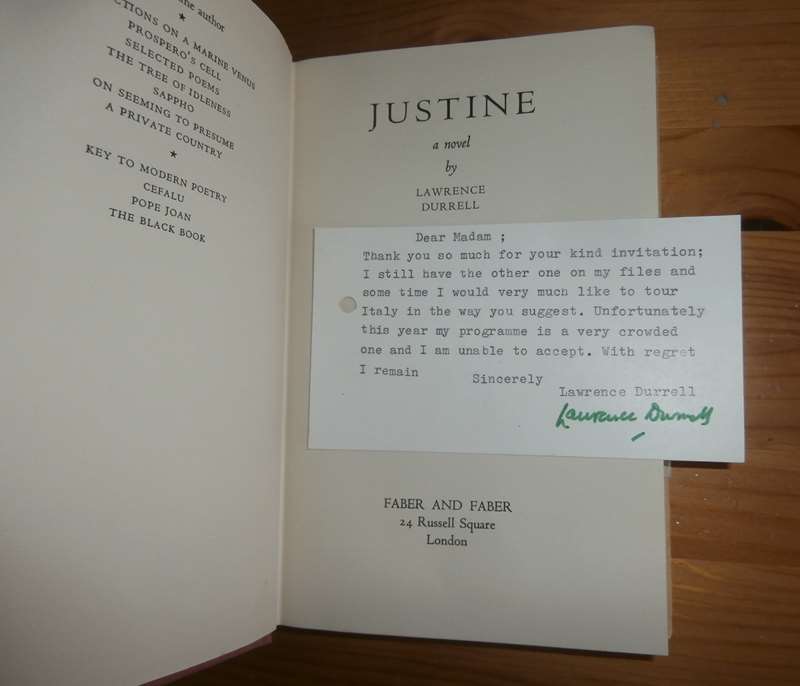 author
CTIONS ON A MARINE VENUS
PROSPERO'S CELL
SELECTED POEMS
THE TREE OF IDLENESS
SAPPHO
ON SEEMING TO PRESUME
A PRIVATE COUNTRY
KEY TO MODERN POETRY
CEFALU
POPE JOAN
THE BLACK BOOK
JUSTINE
a novel
by
LAWRENCE
DURRELL
Dear Madam ;
Thank you so much for your kind invitation;
I still have the other one on my files and
some time I would very much like to tour
Italy in the way you suggest. Unfortunately
this year my programme is a very crowded
one and I am unable to accept. With regret
I remain Sincerely
Lawrence Durrell
Lawrence Durrell
FABER AND FABER
24 Russell Square
London